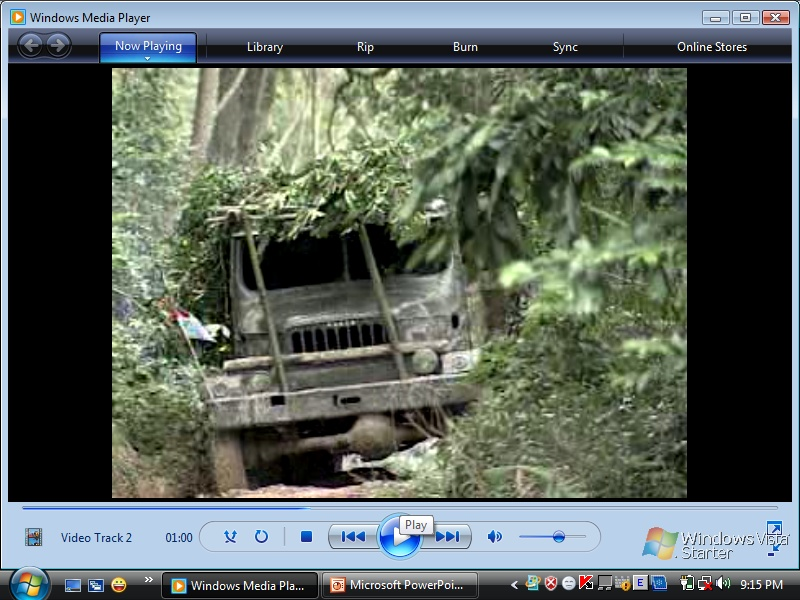 Windows Media Player
Now Playing
Library
Rip
Burn
Sync
Online Stores
Video Track 2
01:00
Play
Windows Vista
Starter
Windows Media Pla...
Microsoft PowerPoi...
9:15 PM